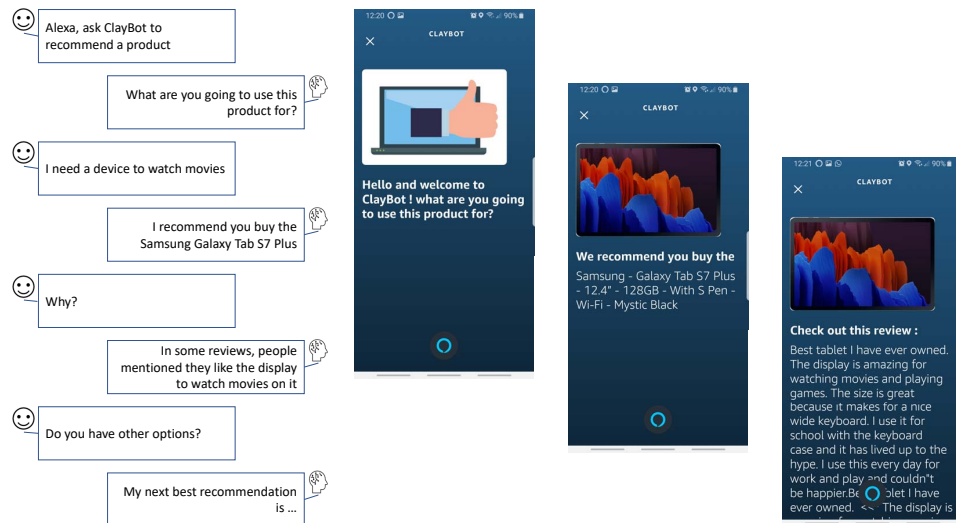 Alexa, ask ClayBot to
recommend a product
What are you going to use this
product for?
I need a device to watch movies
I recommend you buy the
Samsung Galaxy Tab S7 Plus
Why?
In some reviews, people
mentioned they like the display
to watch movies on it
Do you have other options?
My next best recommendation
is ...
12:20 90%
CLAYBOT
Hello and welcome to
ClayBot ! what are you going
to use this product for?
12:20 90%
CLAYBOT
We recommend you buy the
Samsung - Galaxy Tab S7 Plus
- 12.4" - 128GB - With S Pen -
Wi-Fi - Mystic Black
12:21 90%
CLAYBOT
Check out this review :
Best tablet I have ever owned.
The display is amazing for
watching movies and playing
games. The size is great
because it makes for a nice
wide keyboard. I use it for
school with the keyboard
case and it has lived up to the
hype. I use this every day for
work and play and couldn"t
be happier.Be blet I have
ever owned. << The display is